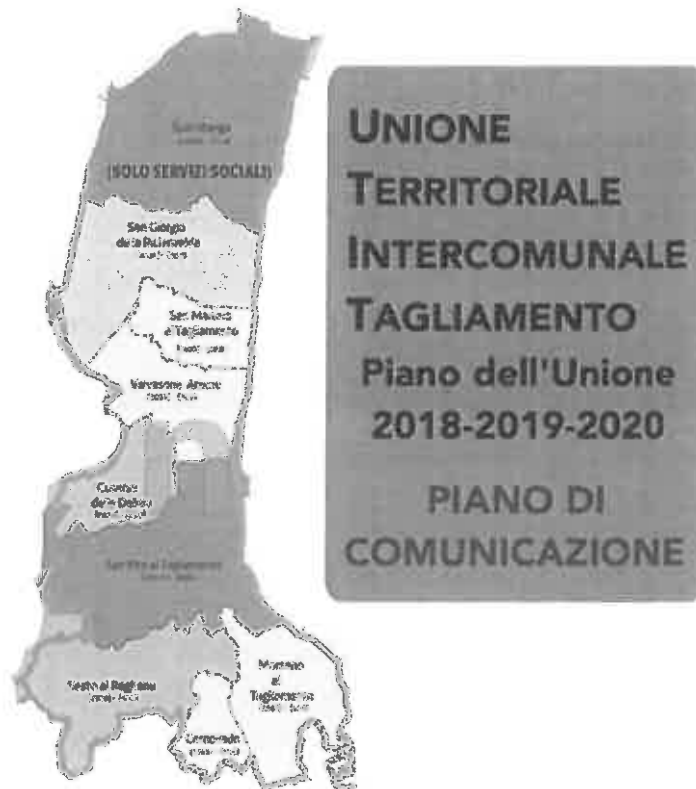 (SOLO SERVIZI SOCIALI)
San Giorgio
della Richinvelda
San Martino
al Tagliamento
Valvasone Arzene
Casarsa
della Delizia
San Vito al Tagliamento
Sesto al Reghena
Morsano
al
Tagliamento
Cordovado
UNIONE
TERRITORIALE
INTERCOMUNALE
TAGLIAMENTO
Piano dell'Unione
2018-2019-2020
PIANO DI
COMUNICAZIONE